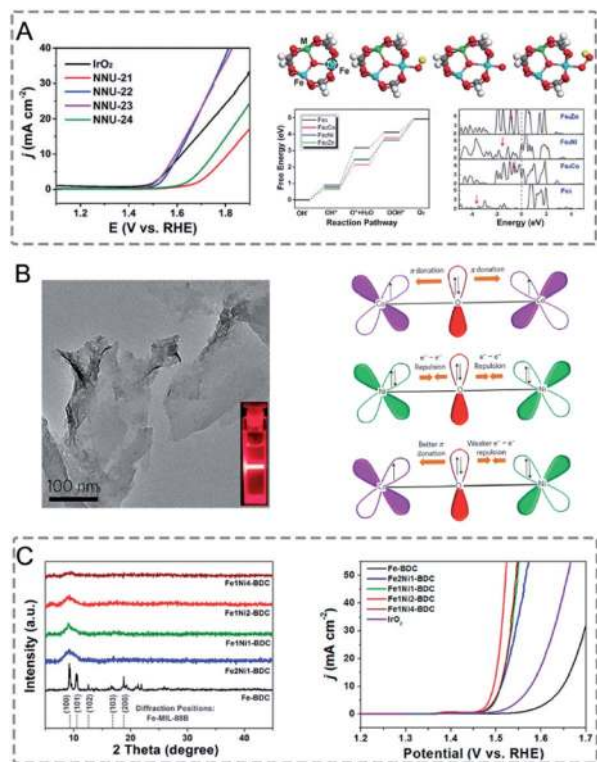 A
40
30
20
10
0
j (mA cm⁻²)
IrO₂
NNU-21
NNU-22
NNU-23
NNU-24
1.2
1.4
1.6
1.8
E (V vs. RHE)
M
Fe
Fe
Free Energy (eV)
Fe₃
Fe₂Co
Fe₂Ni
Fe₂Zn
OH*
O*+H₂O
OOH*
O₂
Reaction Pathway
Fe₂Zn
Fe₂Ni
Fe₂Co
Fe₃
Energy (eV)
B
100 nm
π donation
π donation
Co
O
Co
e⁻ – e⁻
Repulsion
e⁻ – e⁻
Repulsion
Ni
O
Ni
Better π
donation
Weaker e⁻ – e⁻
repulsion
Co
O
Ni
C
Intensity (a.u.)
Fe1Ni4-BDC
Fe1Ni2-BDC
Fe1Ni1-BDC
Fe2Ni1-BDC
Fe-BDC
(100)
(101)
(102)
(103)
(200)
Diffraction Positions:
Fe-MIL-88B
10
20
30
40
2 Theta (degree)
50
40
30
20
10
0
j (mA cm⁻²)
Fe-BDC
Fe2Ni1-BDC
Fe1Ni1-BDC
Fe1Ni2-BDC
Fe1Ni4-BDC
IrO₂
1.2
1.3
1.4
1.5
1.6
1.7
Potential (V vs. RHE)